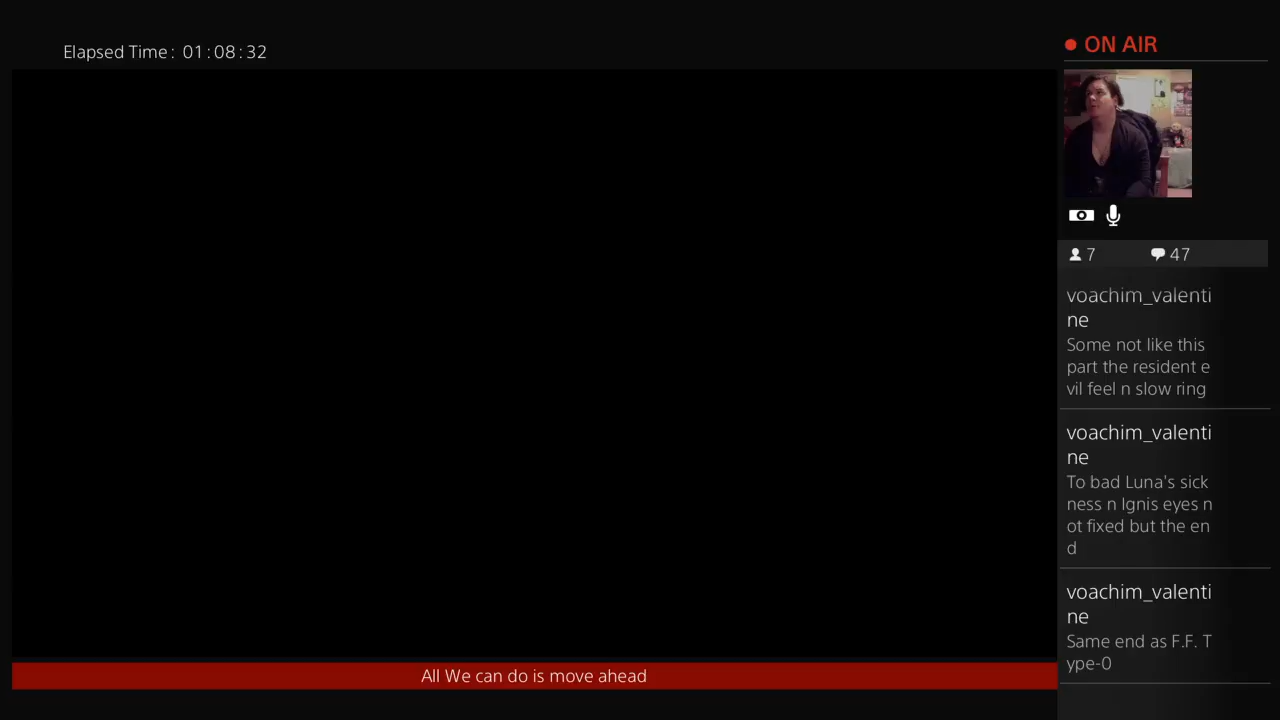 Elapsed Time: 01:08:32
ON AIR
7 47
voachim_valenti
ne
Some not like this
part the resident e
vil feel n slow ring
voachim_valenti
ne
To bad Luna's sick
ness n Ignis eyes n
ot fixed but the en
d
voachim_valenti
ne
Same end as F.F. T
ype-0
All We can do is move ahead